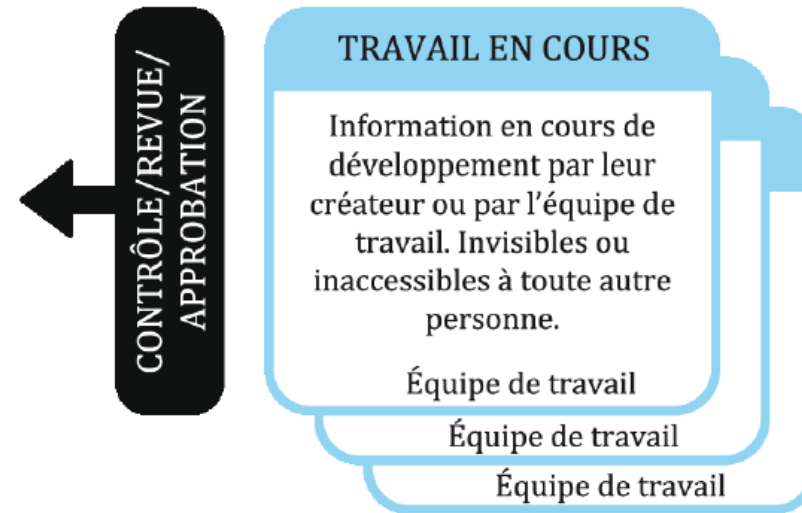 CONTRÔLE/REVUE/
APPROBATION
TRAVAIL EN COURS
Information en cours de
développement par leur
créateur ou par l’équipe de
travail. Invisibles ou
inaccessibles à toute autre
personne.
Équipe de travail
Équipe de travail
Équipe de travail